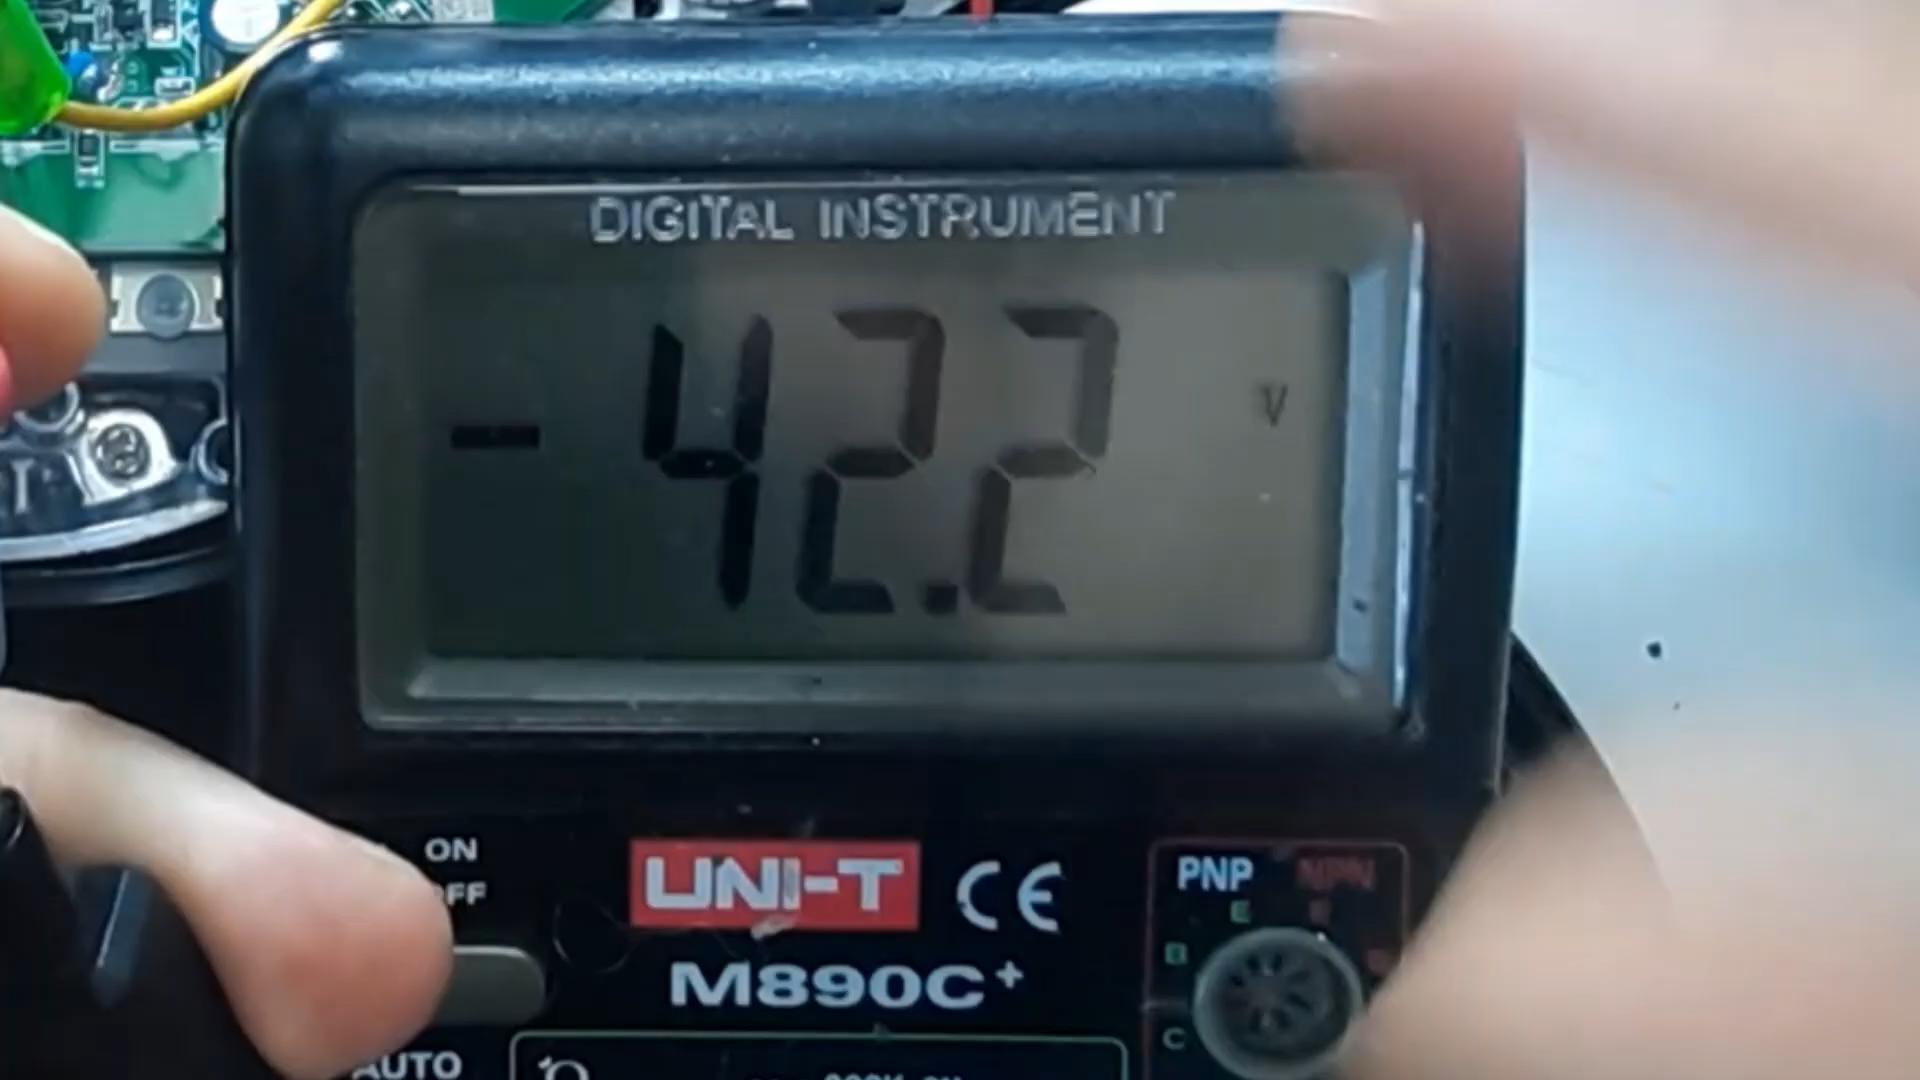 DIGITAL INSTRUMENT
-42.2 V
ON
OFF
UNI-T CE
PNP NPN
E E
B
M890C+
C
AUTO